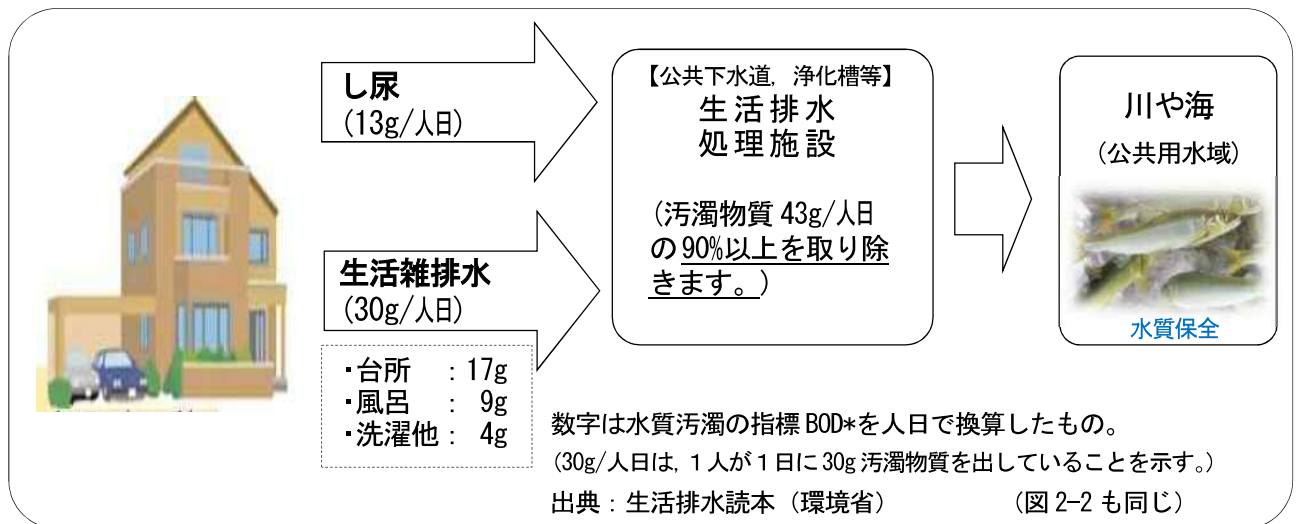 し尿
(13g/人日)
生活雑排水
(30g/人日)
・台所 : 17g
・風呂 : 9g
・洗濯他 : 4g
【公共下水道，浄化槽等】
生活排水
処理施設
(汚濁物質 43g/人日
の90%以上を取り除
きます。)
川や海
(公共用水域)
水質保全
数字は水質汚濁の指標 BOD*を人日で換算したもの。
(30g/人日は，１人が１日に 30g 汚濁物質を出していることを示す。)
出典：生活排水読本（環境省） （図 2-2 も同じ）